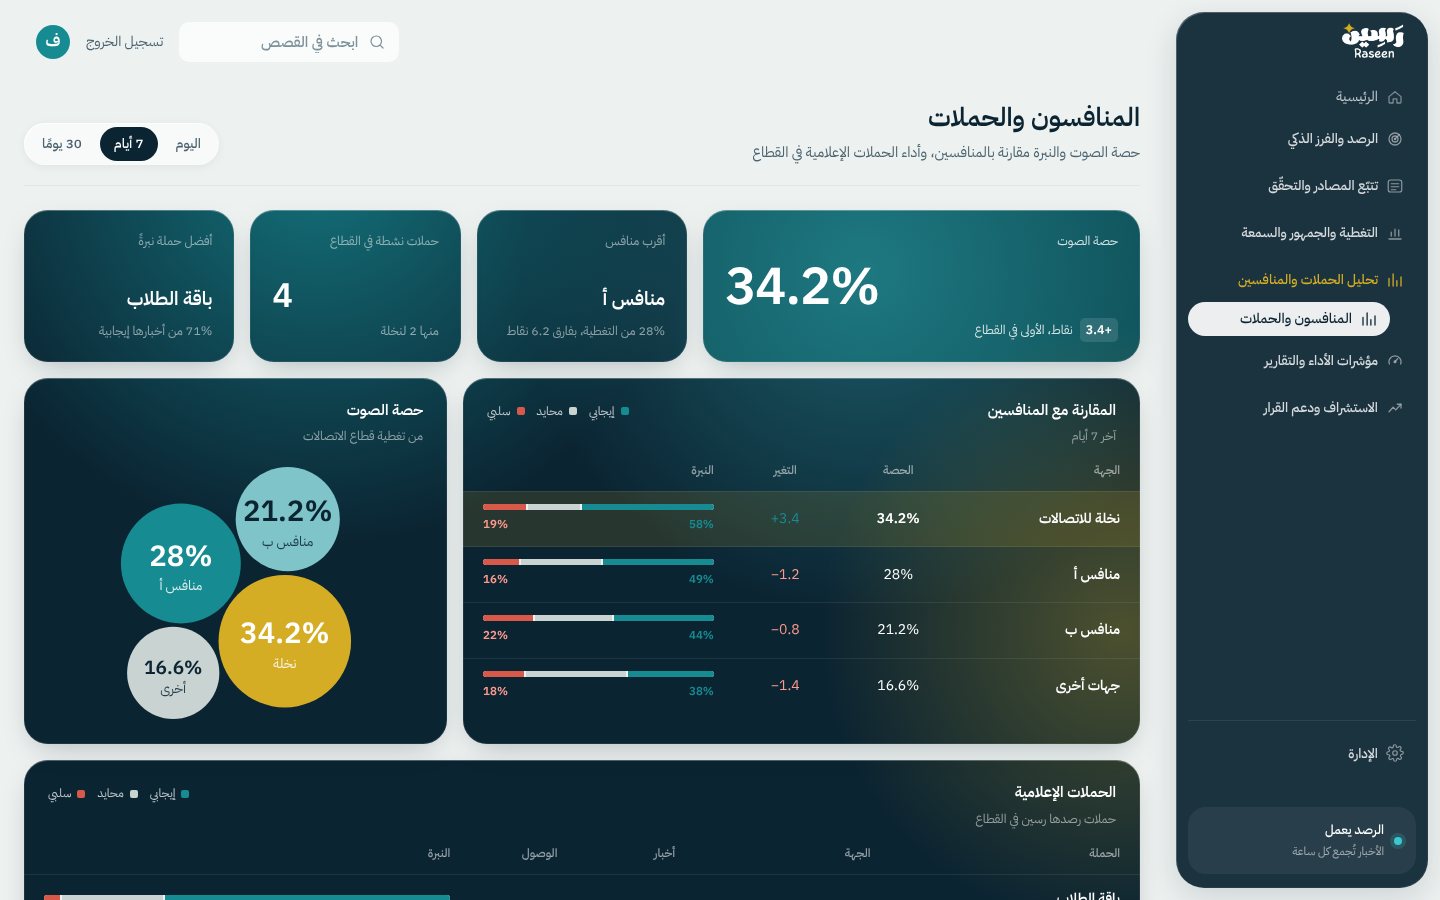 رَسِين
Raseen
الرئيسية
الرصد والفرز الذكي
تتبّع المصادر والتحقّق
التغطية والجمهور والسمعة
تحليل الحملات والمنافسين
المنافسون والحملات
مؤشرات الأداء والتقارير
الاستشراف ودعم القرار
الإدارة
الرصد يعمل
الأخبار تُجمع كل ساعة
ابحث في القصص
تسجيل الخروج
ف
المنافسون والحملات
حصة الصوت والنبرة مقارنة بالمنافسين، وأداء الحملات الإعلامية في القطاع
اليوم
7 أيام
30 يومًا
حصة الصوت
34.2%
+3.4 نقاط، الأولى في القطاع
أقرب منافس
منافس أ
28% من التغطية، بفارق 6.2 نقاط
حملات نشطة في القطاع
4
منها 2 لنخلة
أفضل حملة نبرةً
باقة الطلاب
71% من أخبارها إيجابية
المقارنة مع المنافسين
إيجابي محايد سلبي
آخر 7 أيام
الجهة الحصة التغير النبرة
نخلة للاتصالات 34.2% +3.4 58% 19%
منافس أ 28% −1.2 49% 16%
منافس ب 21.2% −0.8 44% 22%
جهات أخرى 16.6% −1.4 38% 18%
حصة الصوت
من تغطية قطاع الاتصالات
21.2%
منافس ب
28%
منافس أ
34.2%
نخلة
16.6%
أخرى
الحملات الإعلامية
إيجابي محايد سلبي
حملات رصدها رسين في القطاع
الحملة الجهة أخبار الوصول النبرة
باقة الطلاب